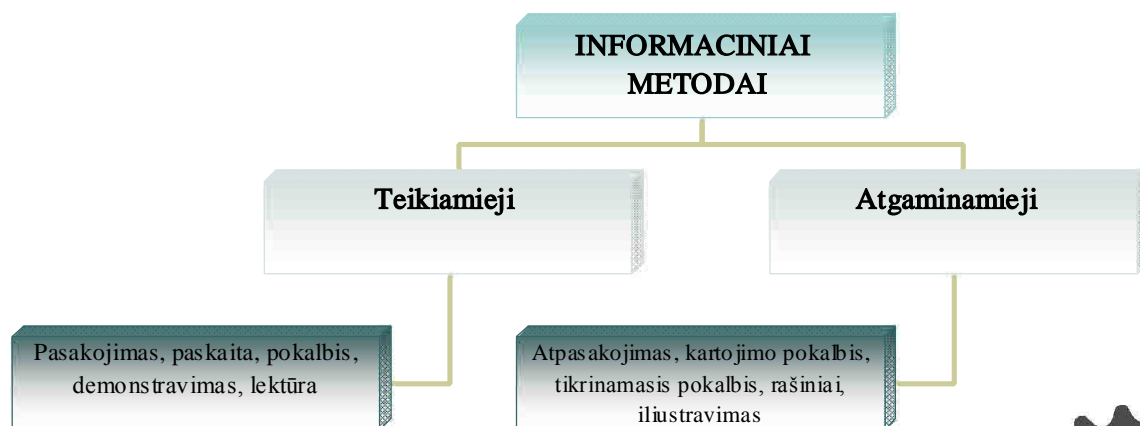 INFORMACINIAI
METODAI
Teikiamieji
Atgaminamieji
Pasakojimas, paskaita, pokalbis,
demonstravimas, lektūra
Atpasakojimas, kartojimo pokalbis,
tikrinamasis pokalbis, rašiniai,
iliustravimas